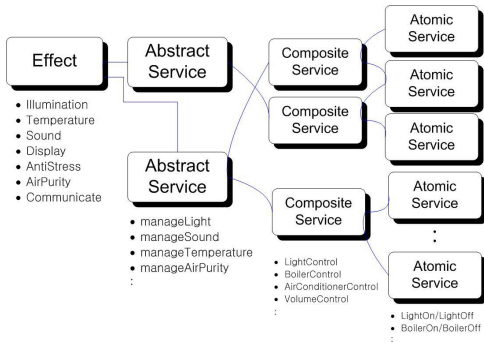 Effect
• Illumination
• Temperature
• Sound
• Display
• AntiStress
• AirPurity
• Communicate
Abstract
Service
Abstract
Service
• manageLight
• manageSound
• manageTemperature
• manageAirPurity
:
Composite
Service
Composite
Service
Composite
Service
• LightControl
• BoilerControl
• AirConditionerControl
• VolumeControl
:
Atomic
Service
Atomic
Service
Atomic
Service
Atomic
Service
:
Atomic
Service
• LightOn/LightOff
• BoilerOn/BoilerOff
: